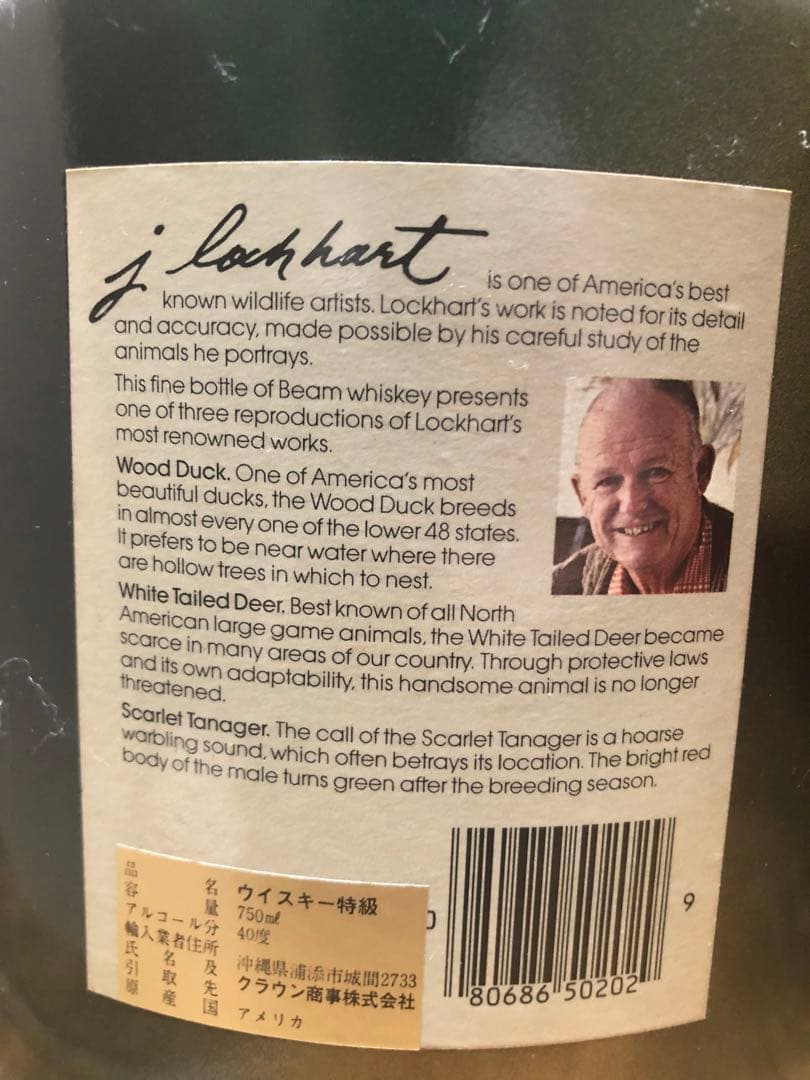 j lockhart is one of America's best
known wildlife artists. Lockhart's work is noted for its detail
and accuracy, made possible by his careful study of the
animals he portrays.
This fine bottle of Beam whiskey presents
one of three reproductions of Lockhart's
most renowned works.
Wood Duck. One of America's most
beautiful ducks, the Wood Duck breeds
in almost every one of the lower 48 states.
It prefers to be near water where there
are hollow trees in which to nest.
White Tailed Deer. Best known of all North
American large game animals, the White Tailed Deer became
scarce in many areas of our country. Through protective laws
and its own adaptability, this handsome animal is no longer
threatened.
Scarlet Tanager. The call of the Scarlet Tanager is a hoarse
warbling sound, which often betrays its location. The bright red
body of the male turns green after the breeding season.
品名 ウイスキー特級
容量 750ml
アルコール分 40度
輸入業者住所 沖縄県浦添市城間2733
氏名及 クラウン商事株式会社
引取先
原産国 アメリカ
0 80686 50202 9